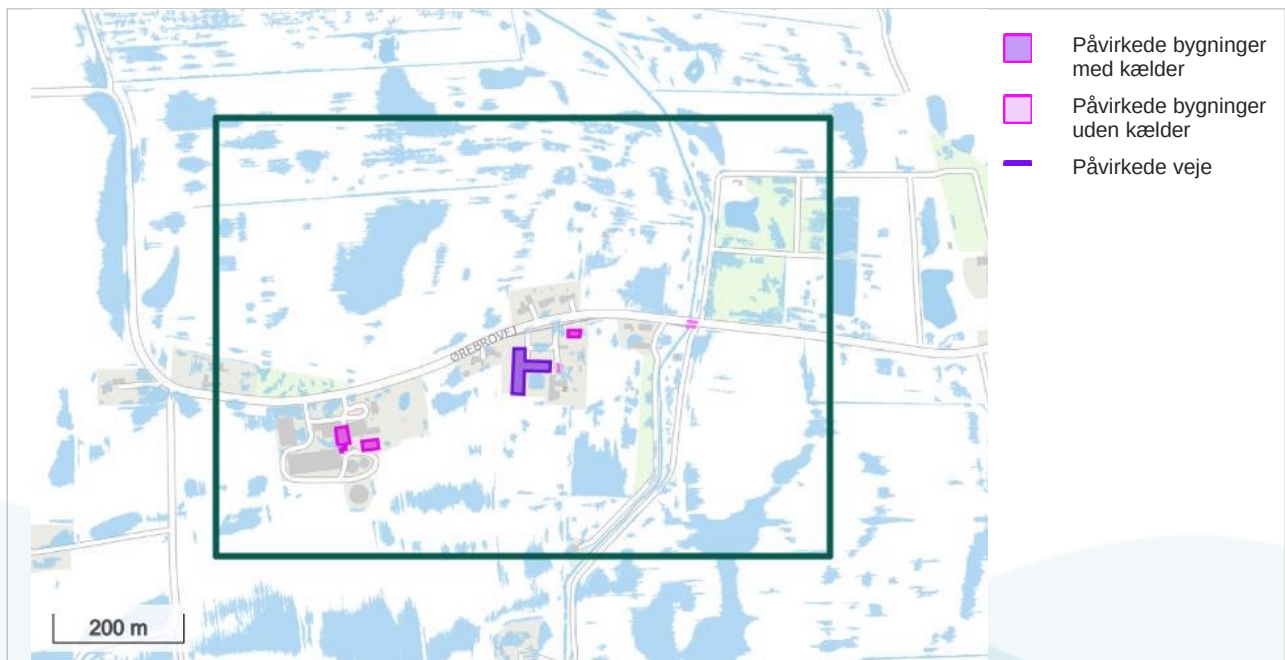 Påvirkede bygninger
med kælder
Påvirkede bygninger
uden kælder
Påvirkede veje
ØREBROVEJ
200 m